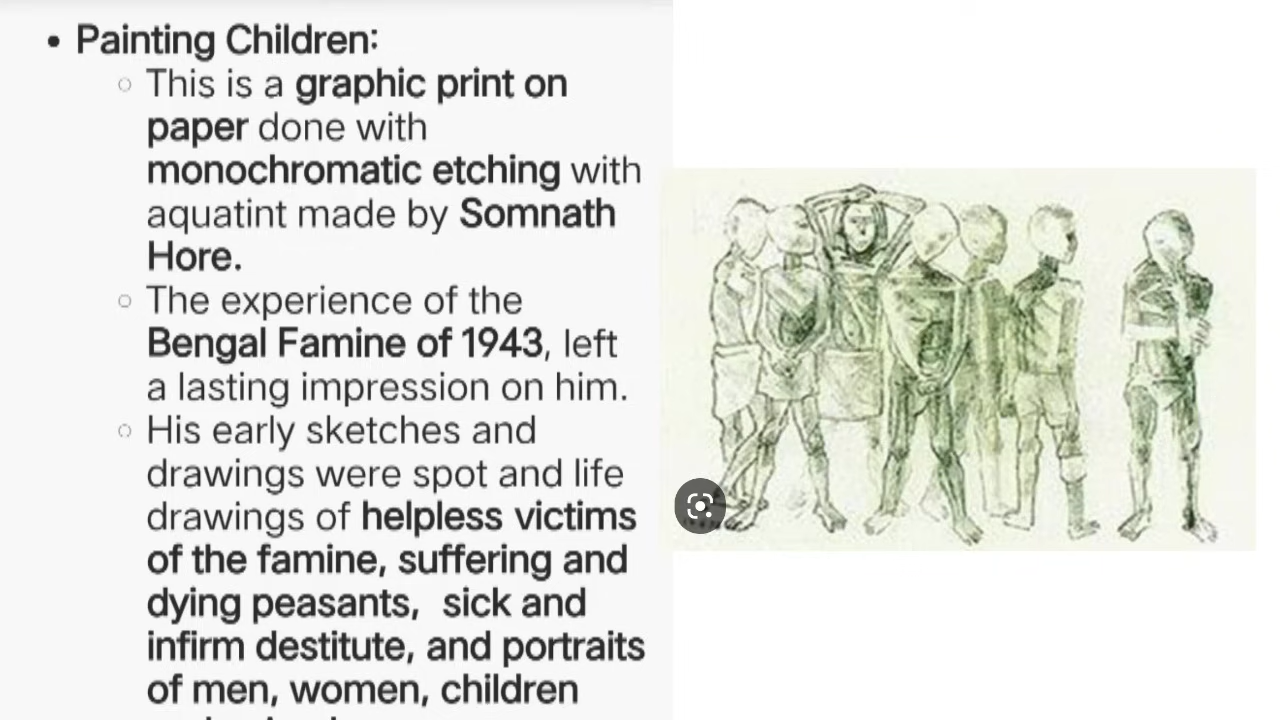 • Painting Children:
○ This is a graphic print on
paper done with
monochromatic etching with
aquatint made by Somnath
Hore.
○ The experience of the
Bengal Famine of 1943, left
a lasting impression on him.
○ His early sketches and
drawings were spot and life
drawings of helpless victims
of the famine, suffering and
dying peasants, sick and
infirm destitute, and portraits
of men, women, children